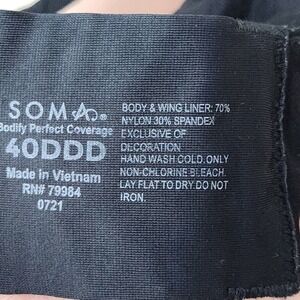 SOMA®
Bodify Perfect Coverage
40DDD
Made in Vietnam
RN# 79984
0721
BODY & WING LINER: 70%
NYLON 30% SPANDEX
EXCLUSIVE OF
DECORATION
HAND WASH COLD.ONLY
NON-CHLORINE BLEACH.
LAY FLAT TO DRY.DO NOT
IRON.